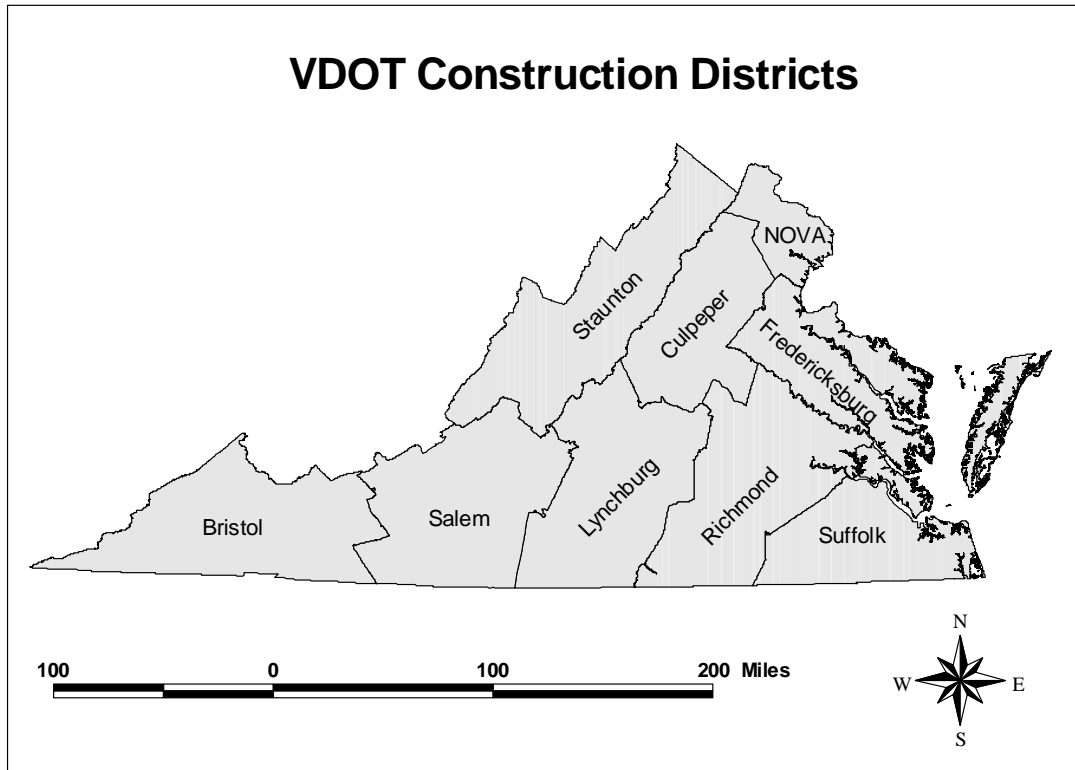 VDOT Construction Districts
NOVA
Staunton
Culpeper
Fredericksburg
Bristol
Salem
Lynchburg
Richmond
Suffolk
100 0 100 200 Miles
N
W E
S